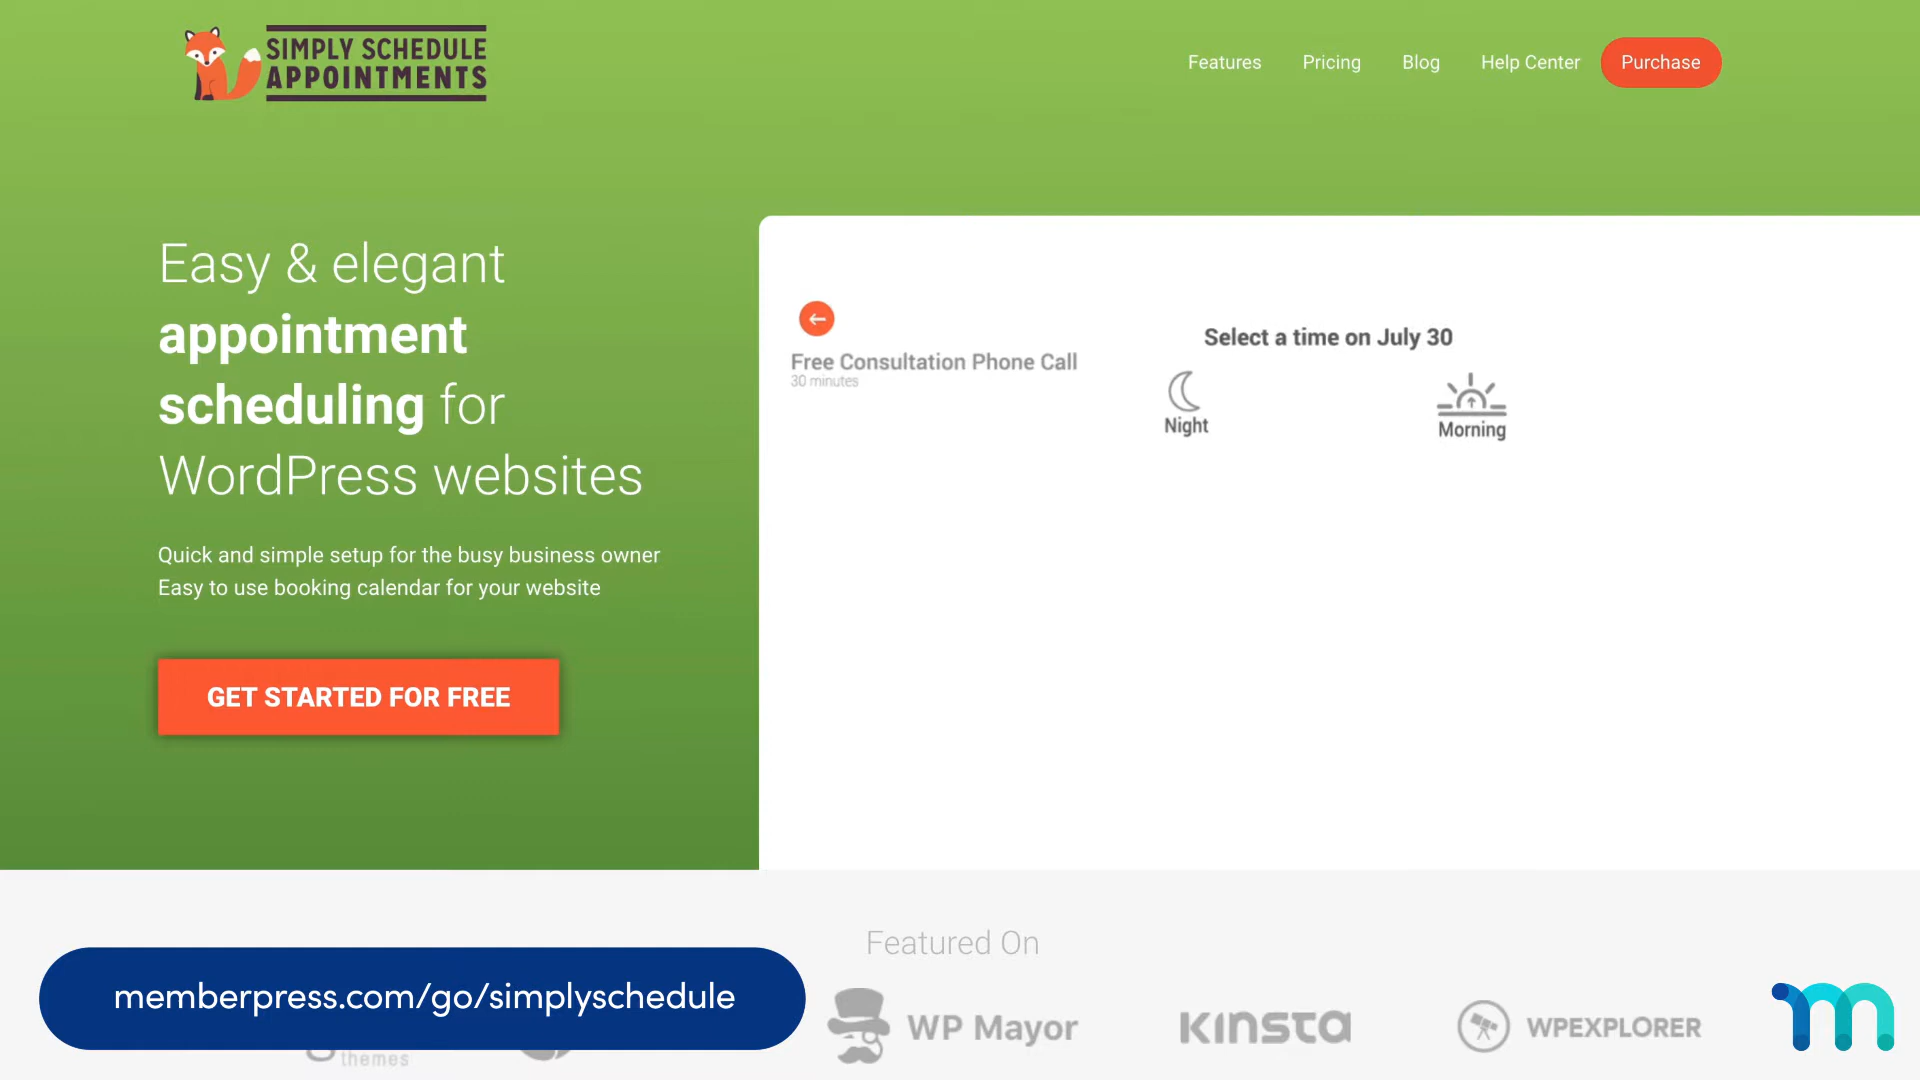 SIMPLY SCHEDULE
APPOINTMENTS
Features
Pricing
Blog
Help Center
Purchase
Easy & elegant
appointment
scheduling for
WordPress websites
Quick and simple setup for the busy business owner
Easy to use booking calendar for your website
GET STARTED FOR FREE
Free Consultation Phone Call
30 minutes
Select a time on July 30
Night
Morning
Featured On
memberpress.com/go/simplyschedule
themes
WP Mayor
KINSTA
WPEXPLORER
m